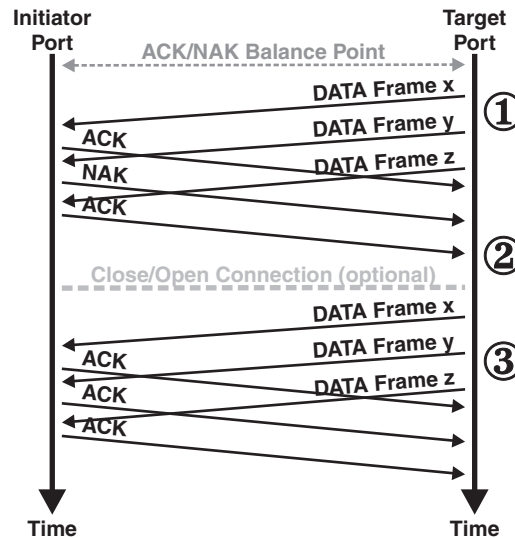 Initiator Port
Target Port
ACK/NAK Balance Point
DATA Frame x
①
DATA Frame y
ACK
DATA Frame z
NAK
ACK
②
Close/Open Connection (optional)
DATA Frame x
DATA Frame y
③
ACK
DATA Frame z
ACK
ACK
Time
Time